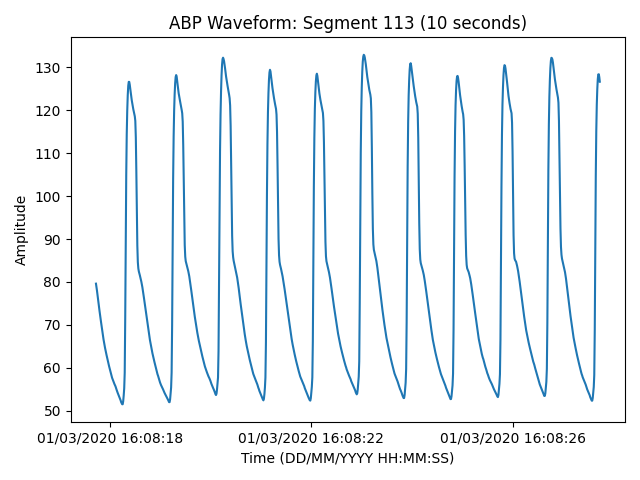 ABP Waveform: Segment 113 (10 seconds)
Amplitude
130
120
110
100
90
80
70
60
50
01/03/2020 16:08:18 01/03/2020 16:08:22 01/03/2020 16:08:26
Time (DD/MM/YYYY HH:MM:SS)